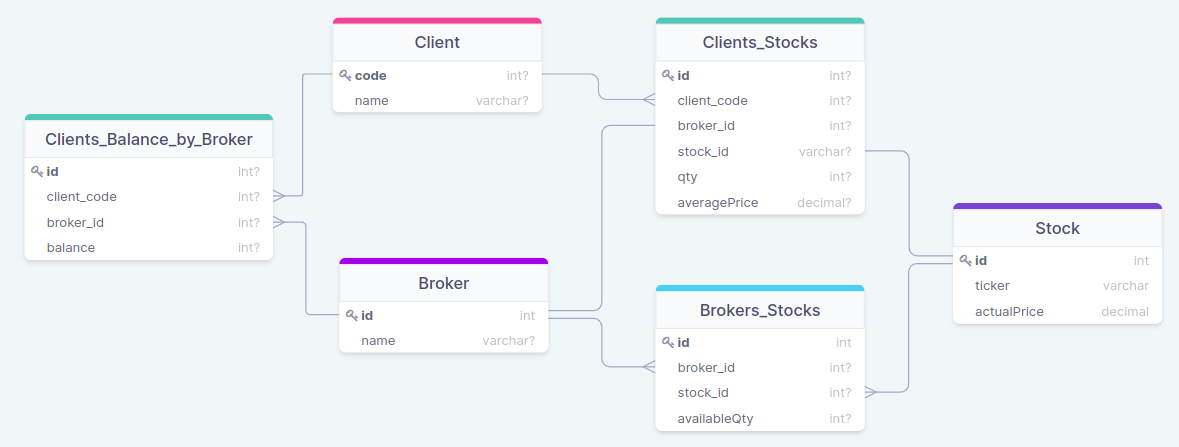 Clients_Balance_by_Broker
id int?
client_code int?
broker_id int?
balance int?
Client
code int?
name varchar?
Broker
id int
name varchar?
Clients_Stocks
id int?
client_code int?
broker_id int?
stock_id varchar?
qty int?
averagePrice decimal?
Brokers_Stocks
id int
broker_id int?
stock_id int?
availableQty int?
Stock
id int
ticker varchar
actualPrice decimal